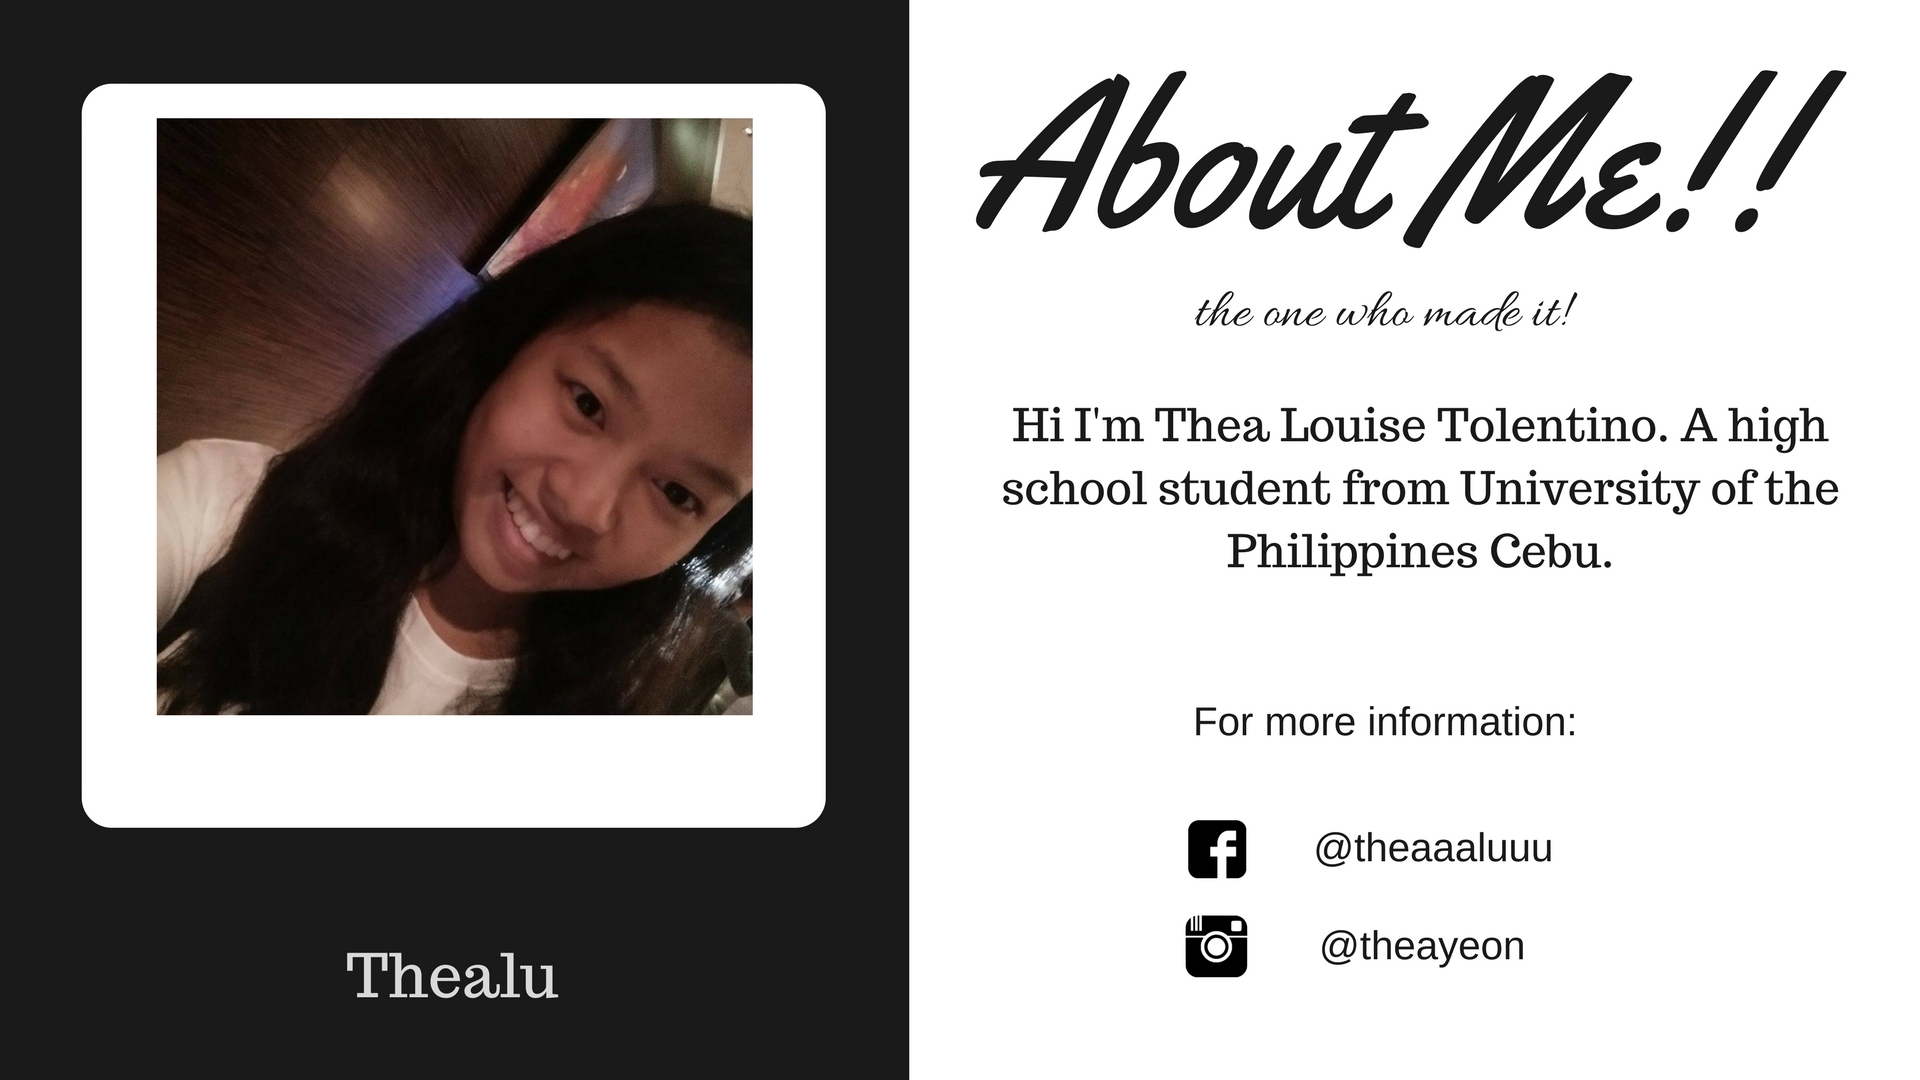 About Me!!
the one who made it!
Hi I'm Thea Louise Tolentino. A high
school student from University of the
Philippines Cebu.
For more information:
@theaaaluuu
@theayeon
Thealu